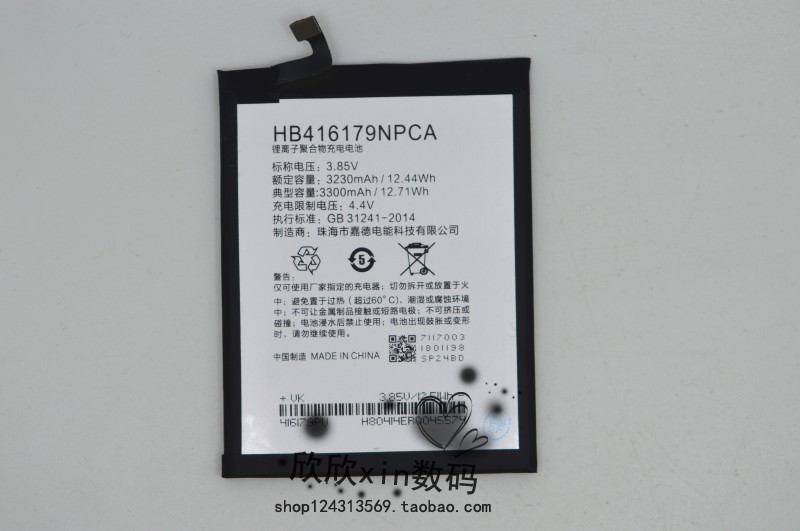 HB416179NPCA
锂离子聚合物充电电池
标称电压：3.85V
额定容量：3230mAh / 12.44Wh
典型容量：3300mAh / 12.71Wh
充电限制电压：4.4V
执行标准：GB 31241-2014
制造商：珠海市嘉德电能科技有限公司
5
警告：
仅可使用厂家指定的充电器；切勿拆开或放置于火
中；避免置于过热（超过60°C）、潮湿或腐蚀环境
中；不可让金属制品接触或短路电极；不可挤压或
碰撞；电池浸水后禁止使用；电池出现鼓胀或变形
时，请勿继续使用。
中国制造 MADE IN CHINA
7117003
1801198
SP24BD
+ VK
3.85V/12.51Wh
H80414ER0045574
欣欣xin数码
shop124313569.taobao.com